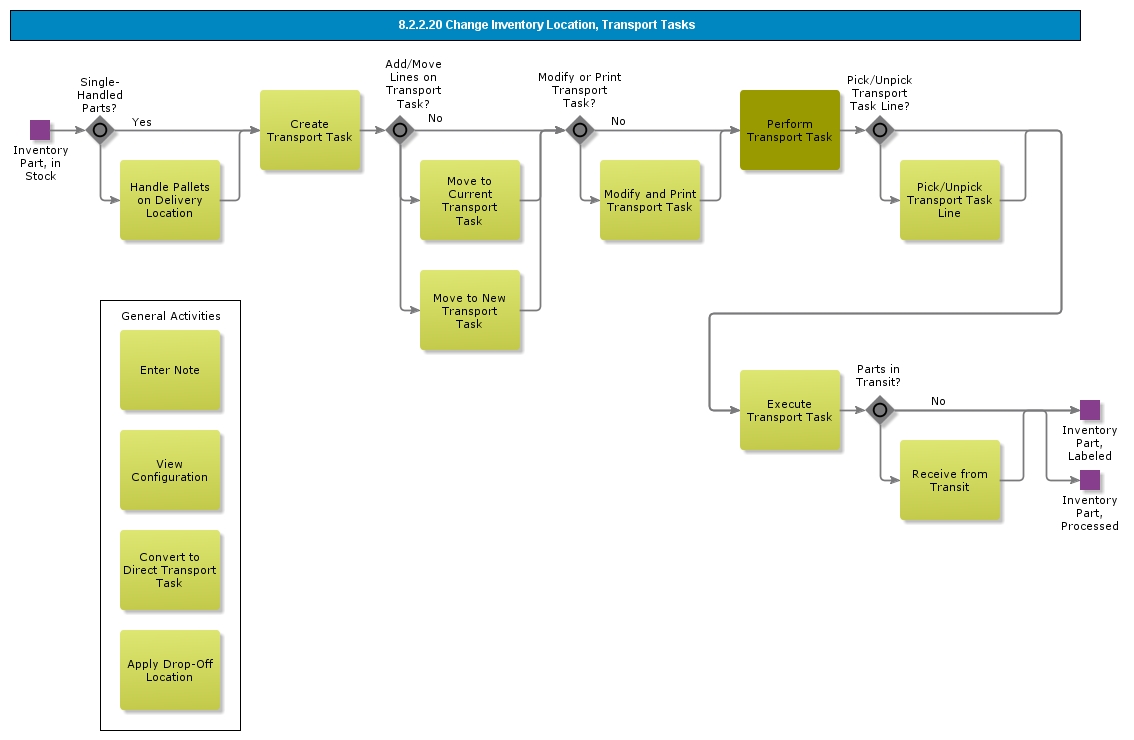 8.2.2.20 Change Inventory Location, Transport Tasks
Single-
Handled
Parts?
Yes
Inventory
Part, in
Stock
Handle Pallets
on Delivery
Location
Create
Transport Task
Add/Move
Lines on
Transport
Task?
No
Move to
Current
Transport
Task
Move to New
Transport
Task
Modify or Print
Transport
Task?
No
Modify and Print
Transport Task
Perform
Transport Task
Pick/Unpick
Transport
Task Line?
Pick/Unpick
Transport Task
Line
General Activities
Enter Note
View
Configuration
Convert to
Direct Transport
Task
Apply Drop-Off
Location
Execute
Transport Task
Parts in
Transit?
No
Receive from
Transit
Inventory
Part,
Labeled
Inventory
Part,
Processed